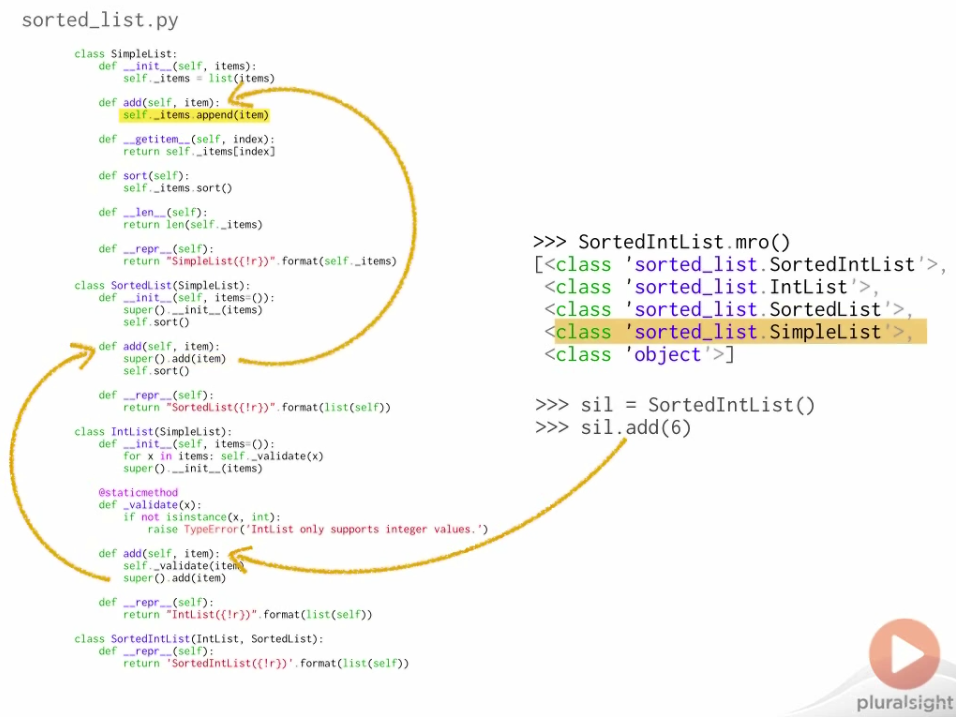 sorted_list.py
class SimpleList:
    def __init__(self, items):
        self._items = list(items)
    def add(self, item):
        self._items.append(item)
    def __getitem__(self, index):
        return self._items[index]
    def sort(self):
        self._items.sort()
    def __len__(self):
        return len(self._items)
    def __repr__(self):
        return "SimpleList({!r})".format(self._items)
class SortedList(SimpleList):
    def __init__(self, items=()):
        super().__init__(items)
        self.sort()
    def add(self, item):
        super().add(item)
        self.sort()
    def __repr__(self):
        return "SortedList({!r})".format(list(self))
class IntList(SimpleList):
    def __init__(self, items=()):
        for x in items: self._validate(x)
        super().__init__(items)
    @staticmethod
    def _validate(x):
        if not isinstance(x, int):
            raise TypeError('IntList only supports integer values.')
    def add(self, item):
        self._validate(item)
        super().add(item)
    def __repr__(self):
        return "IntList({!r})".format(list(self))
class SortedIntList(IntList, SortedList):
    def __repr__(self):
        return 'SortedIntList({!r})'.format(list(self))
>>> SortedIntList.mro()
[<class 'sorted_list.SortedIntList'>,
 <class 'sorted_list.IntList'>,
 <class 'sorted_list.SortedList'>,
 <class 'sorted_list.SimpleList'>,
 <class 'object'>]
>>> sil = SortedIntList()
>>> sil.add(6)
pluralsight